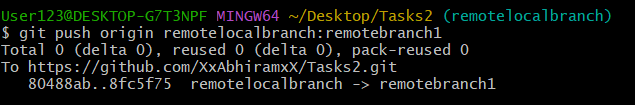 User123@DESKTOP-G7T3NPF MINGW64 ~/Desktop/Tasks2 (remotelocalbranch)
$ git push origin remotelocalbranch:remotebranch1
Total 0 (delta 0), reused 0 (delta 0), pack-reused 0
To https://github.com/XxAbhiramxX/Tasks2.git
   80488ab..8fc5f75  remotelocalbranch -> remotebranch1